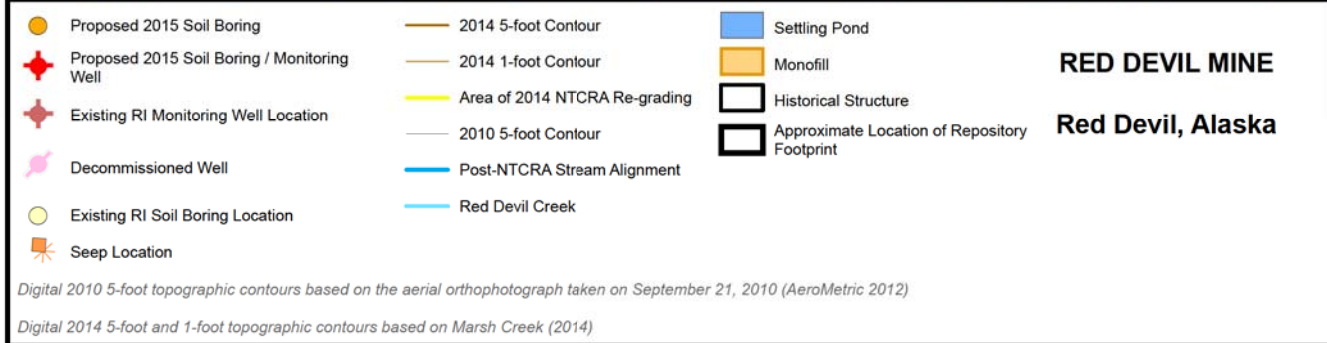 Proposed 2015 Soil Boring
Proposed 2015 Soil Boring / Monitoring
Well
Existing RI Monitoring Well Location
Decommissioned Well
Existing RI Soil Boring Location
Seep Location
2014 5-foot Contour
2014 1-foot Contour
Area of 2014 NTCRA Re-grading
2010 5-foot Contour
Post-NTCRA Stream Alignment
Red Devil Creek
Settling Pond
Monofill
Historical Structure
Approximate Location of Repository
Footprint
RED DEVIL MINE
Red Devil, Alaska
Digital 2010 5-foot topographic contours based on the aerial orthophotograph taken on September 21, 2010 (AeroMetric 2012)
Digital 2014 5-foot and 1-foot topographic contours based on Marsh Creek (2014)